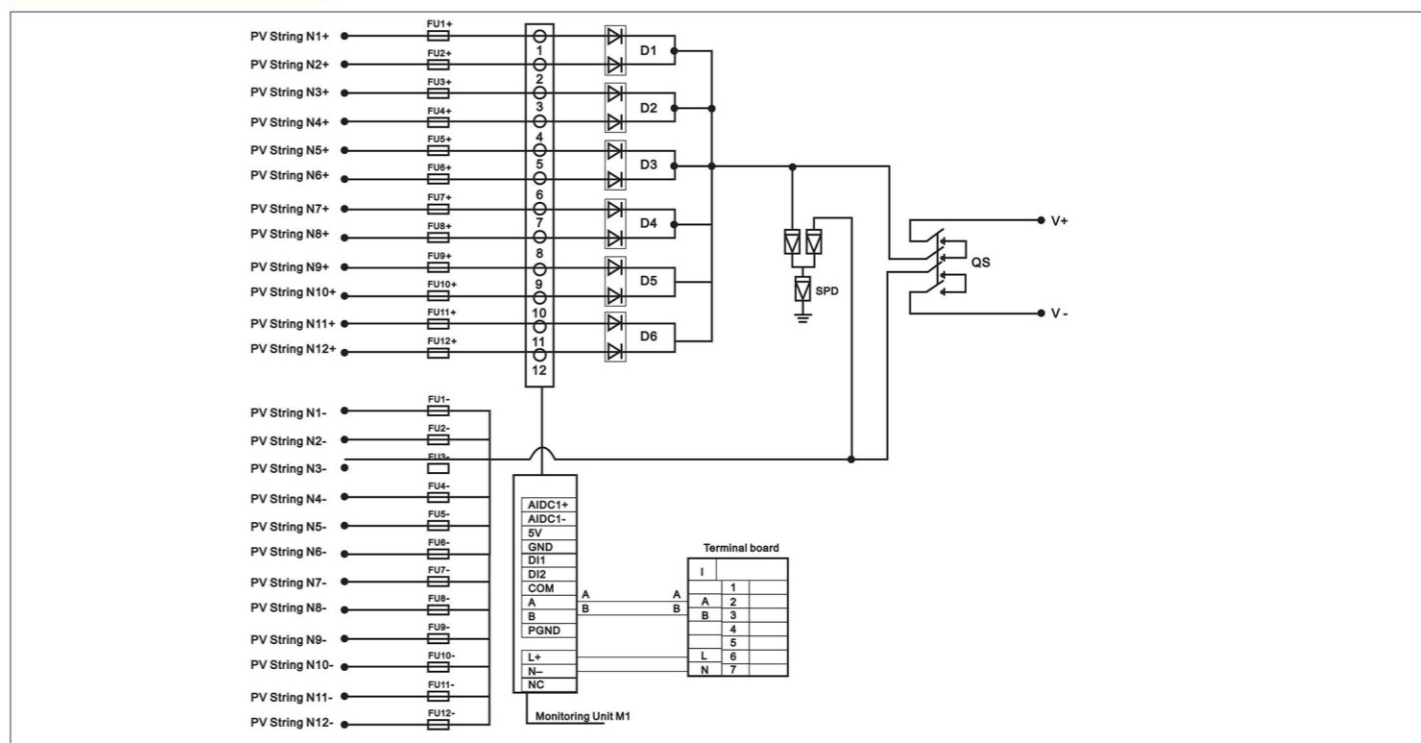 FU1+
PV String N1+
1
D1
FU2+
PV String N2+
2
FU3+
PV String N3+
3
D2
FU4+
PV String N4+
4
FU5+
PV String N5+
5
D3
FU6+
PV String N6+
6
FU7+
PV String N7+
7
D4
FU8+
PV String N8+
8
FU9+
PV String N9+
9
D5
FU10+
PV String N10+
10
FU11+
PV String N11+
11
D6
FU12+
PV String N12+
12
SPD
V+
QS
V -
FU1-
PV String N1-
FU2-
PV String N2-
FU3-
PV String N3-
FU4-
PV String N4-
FU5-
PV String N5-
FU6-
PV String N6-
FU7-
PV String N7-
FU8-
PV String N8-
FU9-
PV String N9-
FU10-
PV String N10-
FU11-
PV String N11-
FU12-
PV String N12-
AIDC1+
AIDC1-
5V
GND
DI1
DI2
COM
A
B
PGND
L+
N–
NC
Monitoring Unit M1
A A
B B
Terminal board
I
1
A 2
B 3
4
5
L 6
N 7